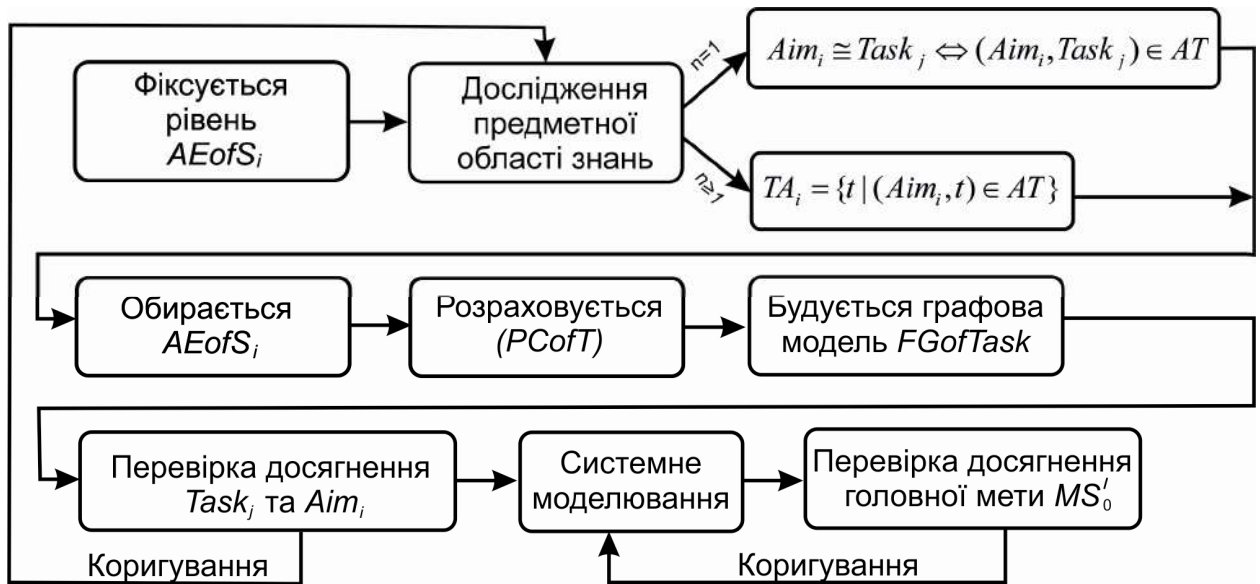 Фіксується
рівень
AEofSᵢ
Дослідження
предметної
області знань
n=1
Aimᵢ ≅ Taskⱼ ⇔ (Aimᵢ, Taskⱼ) ∈ AT
n⩾1
TAᵢ = {t | (Aimᵢ, t) ∈ AT}
Обирається
AEofSᵢ
Розраховується
(PCofT)
Будується графова
модель FGofTask
Перевірка досягнення
Taskⱼ та Aimᵢ
Системне
моделювання
Перевірка досягнення
головної мети MS₀ᴵ
Коригування
Коригування